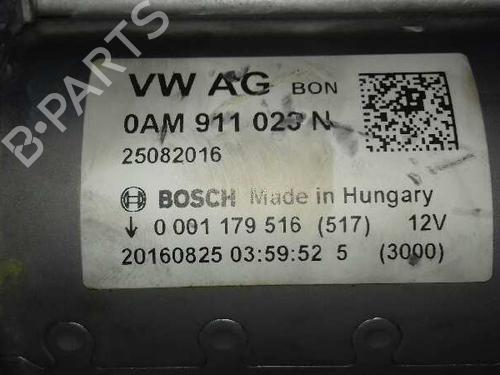 B-PARTS
VW AG BON
0AM 911 023 N
25082016
BOSCH Made in Hungary
↓ 0 001 179 516 (517) 12V
20160825 03:59:52 5 (3000)